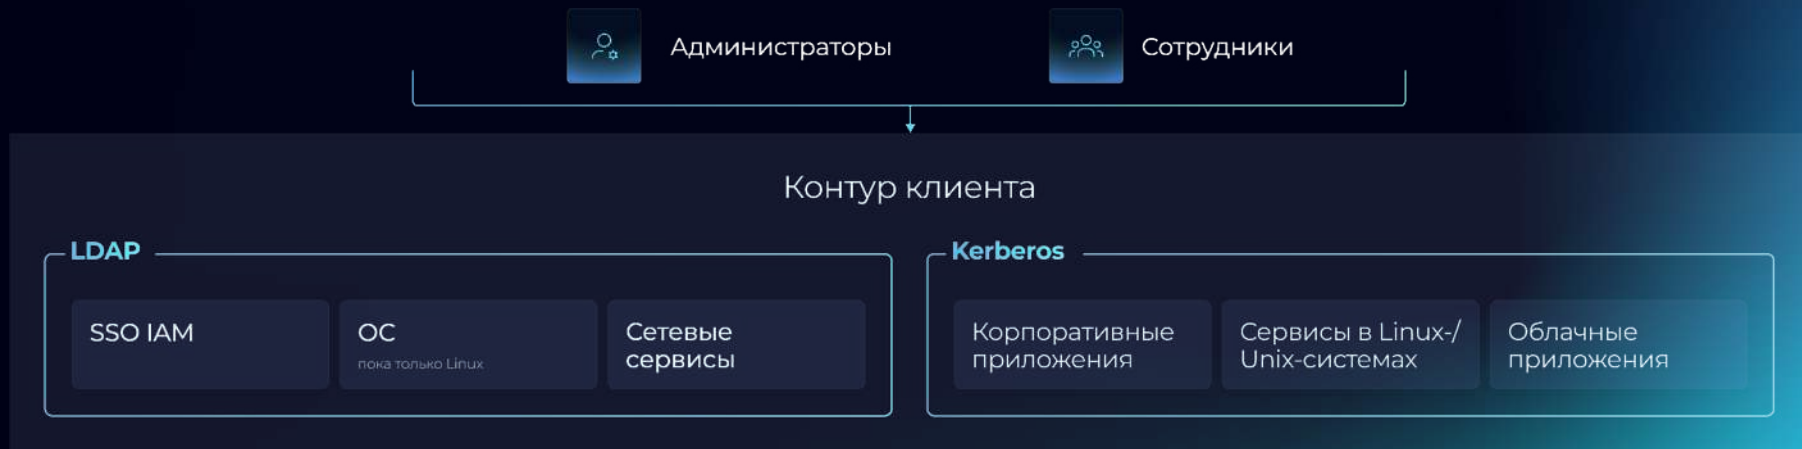 Администраторы
Сотрудники
Контур клиента
LDAP
Kerberos
SSO IAM
ОС
пока только Linux
Сетевые
сервисы
Корпоративные
приложения
Сервисы в Linux-/
Unix-системах
Облачные
приложения